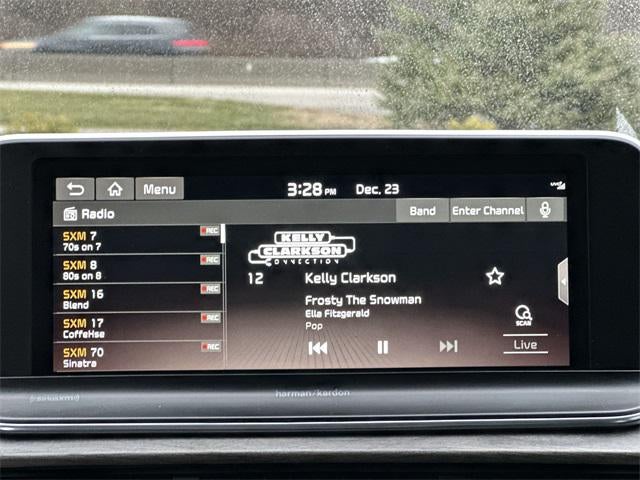 Menu
3:28 PM Dec. 23
Radio
Band
Enter Channel
SXM 7
70s on 7
REC
SXM 8
80s on 8
REC
SXM 16
Blend
REC
SXM 17
CoffeHse
REC
SXM 70
Sinatra
REC
KELLY
CLARKSON
CONNECTION
12 Kelly Clarkson
Frosty The Snowman
Ella Fitzgerald
Pop
SCAN
Live
((SiriusXM))
harman/kardon